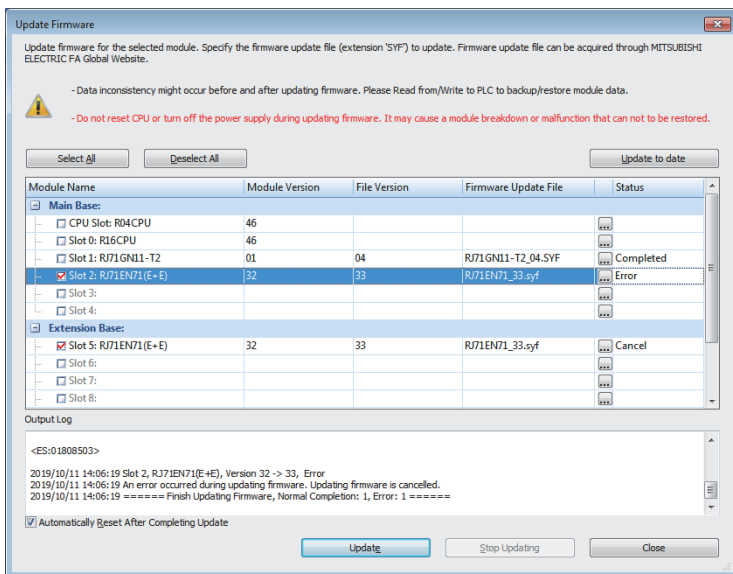 Update Firmware
Update firmware for the selected module. Specify the firmware update file (extension 'SYF') to update. Firmware update file can be acquired through MITSUBISHI
ELECTRIC FA Global Website.
- Data inconsistency might occur before and after updating firmware. Please Read from/Write to PLC to backup/restore module data.
- Do not reset CPU or turn off the power supply during updating firmware. It may cause a module breakdown or malfunction that can not to be restored.
Select All Deselect All Update to date
Module Name Module Version File Version Firmware Update File Status
Main Base:
CPU Slot: R04CPU 46 ...
Slot 0: R16CPU 46 ...
Slot 1: RJ71GN11-T2 01 04 RJ71GN11-T2_04.SYF ... Completed
Slot 2: RJ71EN71(E+E) 32 33 RJ71EN71_33.syf ... Error
Slot 3: ...
Slot 4: ...
Extension Base:
Slot 5: RJ71EN71(E+E) 32 33 RJ71EN71_33.syf ... Cancel
Slot 6: ...
Slot 7: ...
Slot 8: ...
Output Log
<ES:01808503>
2019/10/11 14:06:19 Slot 2, RJ71EN71(E+E), Version 32 -> 33, Error
2019/10/11 14:06:19 An error occurred during updating firmware. Updating firmware is cancelled.
2019/10/11 14:06:19 ====== Finish Updating Firmware, Normal Completion: 1, Error: 1 ======
Automatically Reset After Completing Update
Update Stop Updating Close